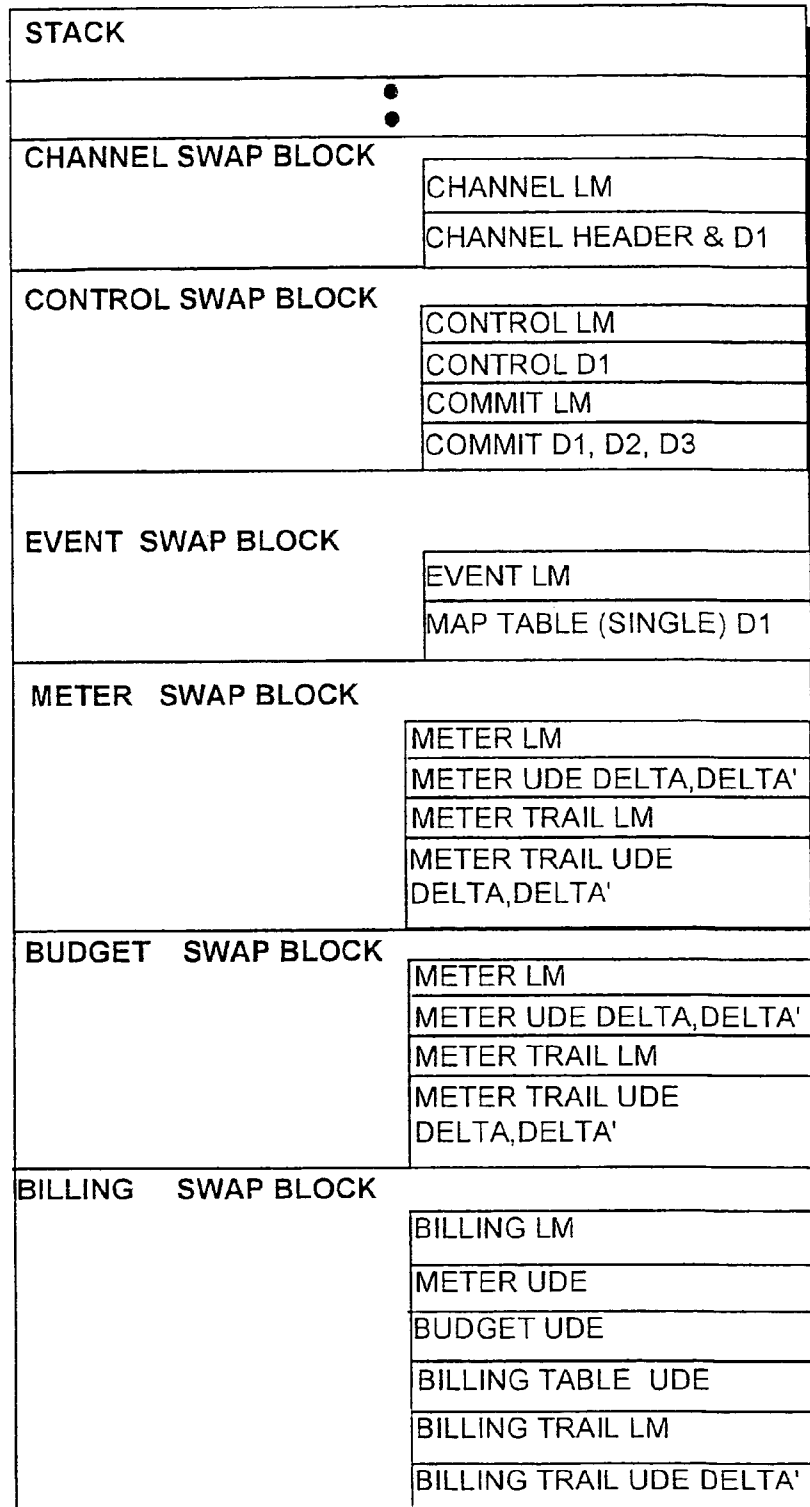 STACK
CHANNEL SWAP BLOCK
CHANNEL LM
CHANNEL HEADER & D1
CONTROL SWAP BLOCK
CONTROL LM
CONTROL D1
COMMIT LM
COMMIT D1, D2, D3
EVENT SWAP BLOCK
EVENT LM
MAP TABLE (SINGLE) D1
METER SWAP BLOCK
METER LM
METER UDE DELTA,DELTA'
METER TRAIL LM
METER TRAIL UDE
DELTA,DELTA'
BUDGET SWAP BLOCK
METER LM
METER UDE DELTA,DELTA'
METER TRAIL LM
METER TRAIL UDE
DELTA,DELTA'
BILLING SWAP BLOCK
BILLING LM
METER UDE
BUDGET UDE
BILLING TABLE UDE
BILLING TRAIL LM
BILLING TRAIL UDE DELTA'